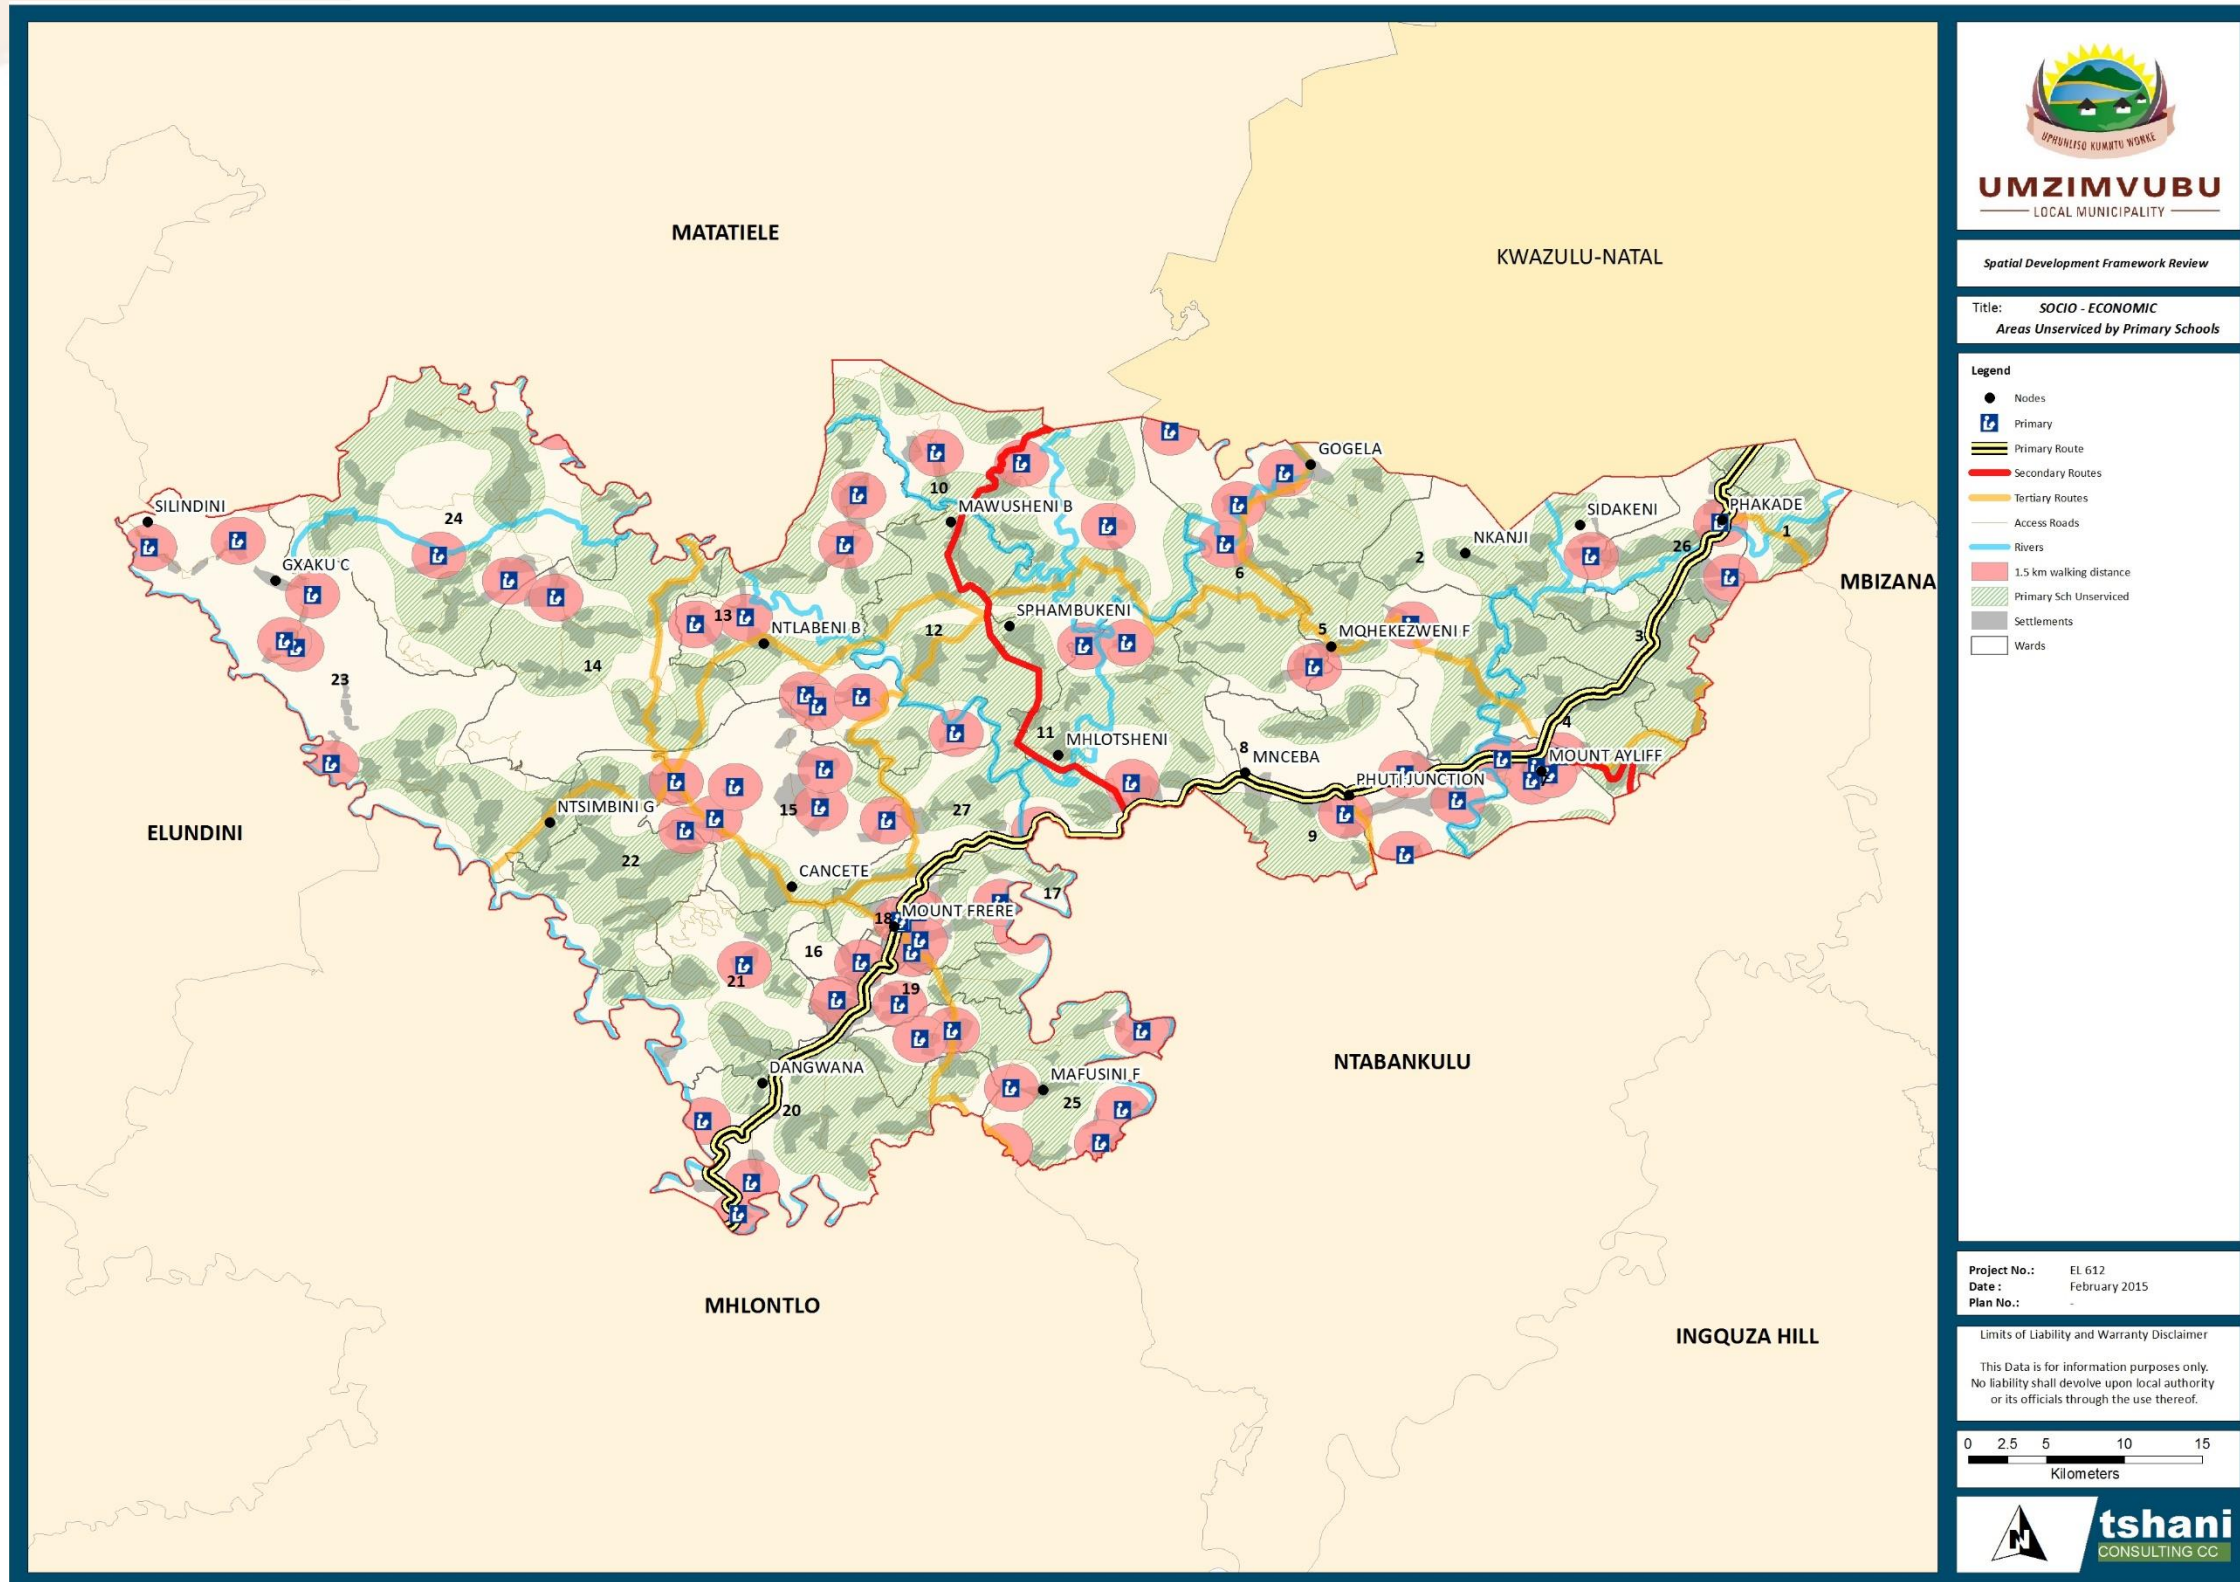 MATATIELE
KWAZULU-NATAL
GOGELA
SILINDINI
24
10
MAWUSHENI B
SIDAKENI
PHAKADE
NKANJI
26
1
GXAKU C
2
6
MBIZANA
13
NTLABENI B
SPHAMBUKENI
12
5
MQHEKEZWENI F
3
14
23
11
MHLOTSHENI
8
MNCEBA
4
MOUNT AYLIFF
7
PHUTI JUNCTION
NTSIMBINI G
15
27
9
ELUNDINI
22
CANCETE
17
18
MOUNT FRERE
16
21
19
DANGWANA
MAFUSINI F
25
20
NTABANKULU
MHLONTLO
INGQUZA HILL
UPHUHLISO KUMNTU WONKE
UMZIMVUBU
LOCAL MUNICIPALITY
Spatial Development Framework Review
Title: SOCIO - ECONOMIC
Areas Unserviced by Primary Schools
Legend
Nodes
Primary
Primary Route
Secondary Routes
Tertiary Routes
Access Roads
Rivers
1.5 km walking distance
Primary Sch Unserviced
Settlements
Wards
Project No.: EL 612
Date : February 2015
Plan No.: -
Limits of Liability and Warranty Disclaimer
This Data is for information purposes only.
No liability shall devolve upon local authority
or its officials through the use thereof.
0 2.5 5 10 15
Kilometers
N
tshani
CONSULTING CC